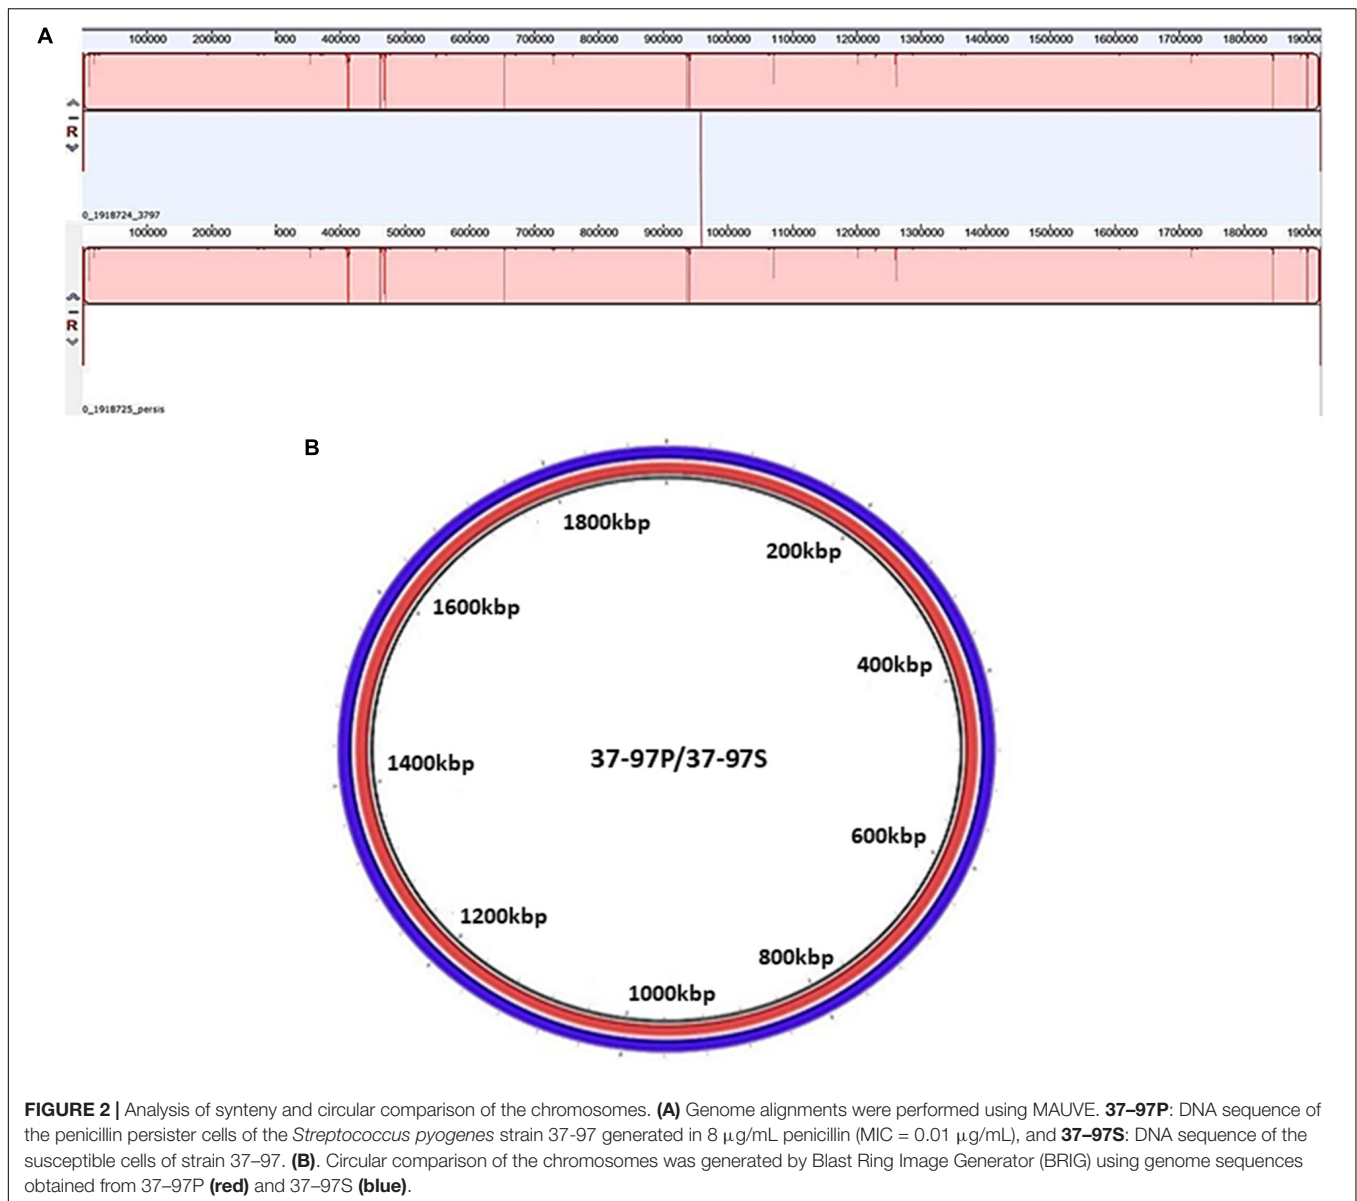 A
100000 200000 k000 400000 500000 600000 700000 800000 900000 1000000 1100000 1200000 1300000 1400000 1500000 1600000 1700000 1800000 190000
R
0_1918724_3797
100000 200000 k000 400000 500000 600000 700000 800000 900000 1000000 1100000 1200000 1300000 1400000 1500000 1600000 1700000 1800000 190000
R
0_1918725_persis
B
1800kbp
200kbp
1600kbp
400kbp
37-97P/37-97S
1400kbp
600kbp
1200kbp
800kbp
1000kbp
FIGURE 2 | Analysis of synteny and circular comparison of the chromosomes. (A) Genome alignments were performed using MAUVE. 37–97P: DNA sequence of
the penicillin persister cells of the Streptococcus pyogenes strain 37-97 generated in 8 μg/mL penicillin (MIC = 0.01 μg/mL), and 37–97S: DNA sequence of the
susceptible cells of strain 37–97. (B). Circular comparison of the chromosomes was generated by Blast Ring Image Generator (BRIG) using genome sequences
obtained from 37–97P (red) and 37–97S (blue).